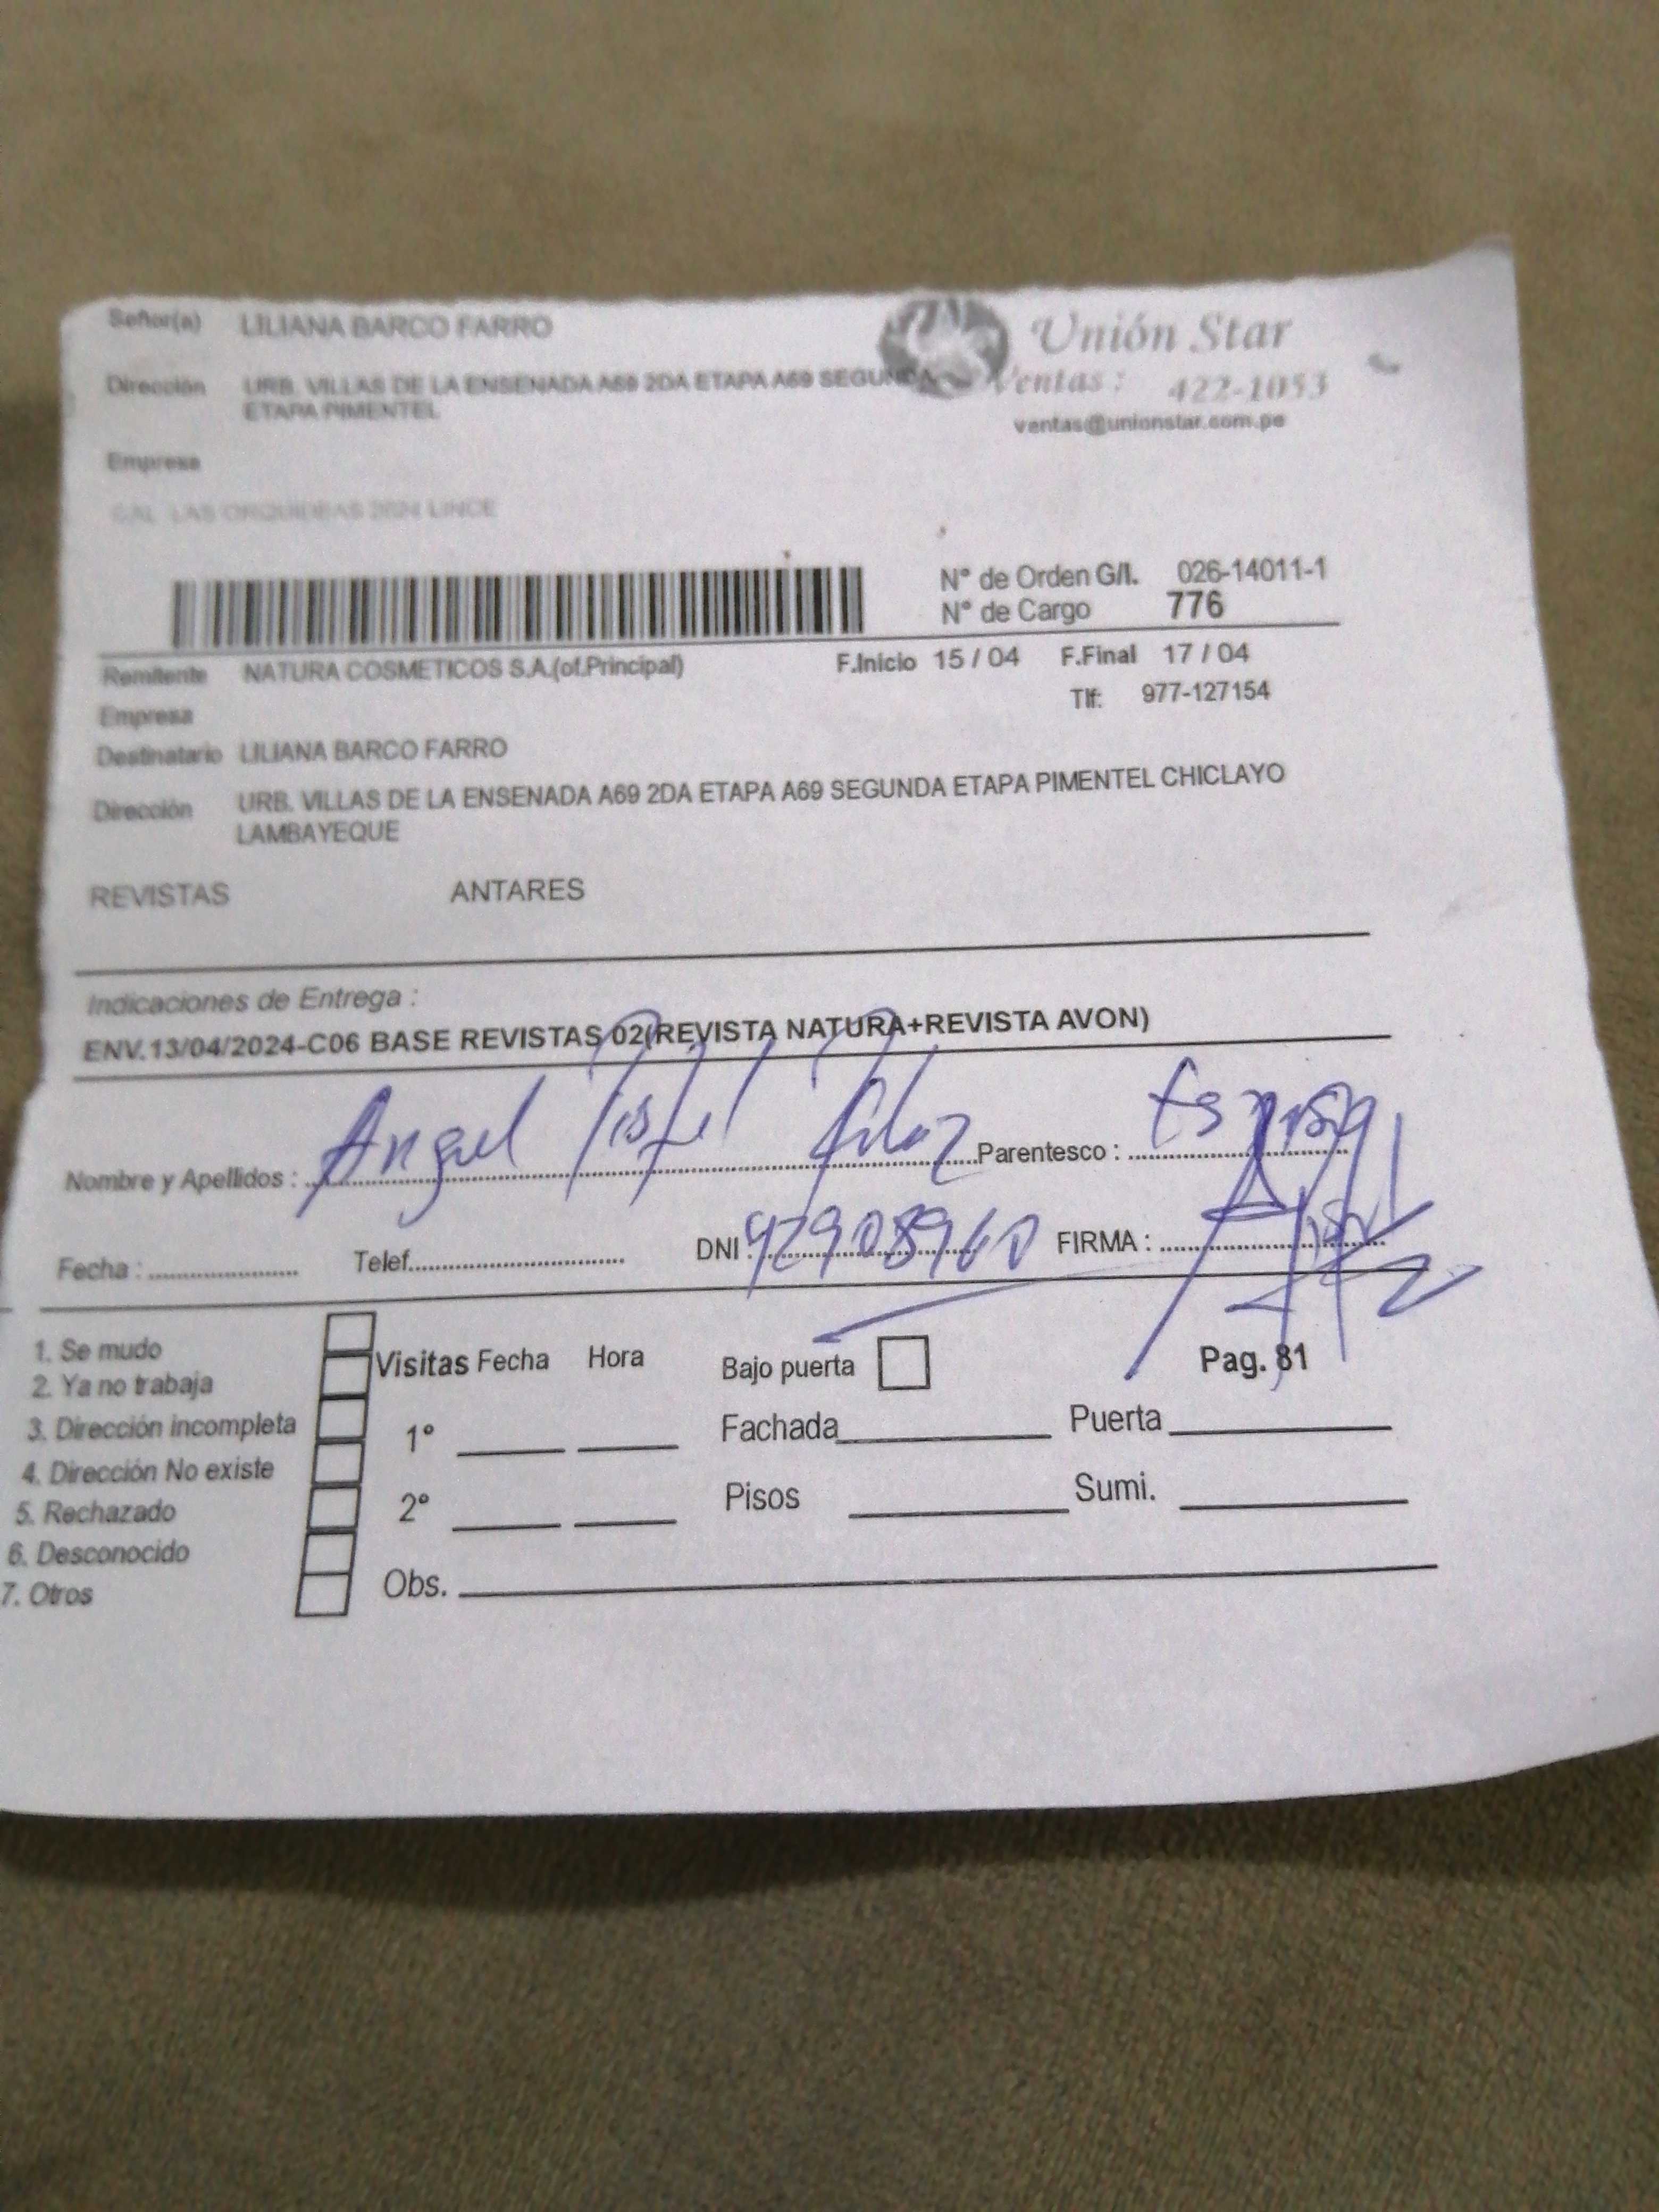 Señor(a) LILIANA BARCO FARRO
Unión Star
Dirección URB. VILLAS DE LA ENSENADA A69 2DA ETAPA A69 SEGUNDA
ETAPA PIMENTEL
Ventas : 422-1053
ventas@unionstar.com.pe
Empresa
CAL. LAS ORQUIDEAS 2624 LINCE
N° de Orden G/I. 026-14011-1
N° de Cargo 776
Remitente NATURA COSMETICOS S.A.(of.Principal) F.Inicio 15 / 04 F.Final 17 / 04
Empresa Tlf: 977-127154
Destinatario LILIANA BARCO FARRO
Dirección URB. VILLAS DE LA ENSENADA A69 2DA ETAPA A69 SEGUNDA ETAPA PIMENTEL CHICLAYO
LAMBAYEQUE
REVISTAS ANTARES
Indicaciones de Entrega :
ENV.13/04/2024-C06 BASE REVISTAS 02(REVISTA NATURA+REVISTA AVON)
Nombre y Apellidos : Angel Parentesco :
Fecha : Telef. DNI : 42908960 FIRMA :
1. Se mudo
2. Ya no trabaja
3. Dirección incompleta
4. Dirección No existe
5. Rechazado
6. Desconocido
7. Otros
Visitas Fecha Hora Bajo puerta Pag. 81
1° Fachada Puerta
2° Pisos Sumi.
Obs.